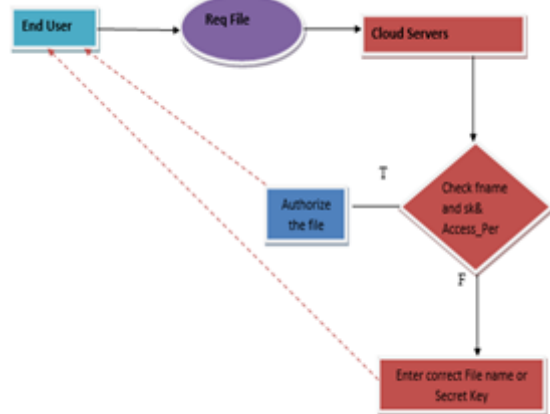 End User
Req File
Cloud Servers
Check fname
and sk&
Access_Per
Authorize
the file
Enter correct File name or
Secret Key